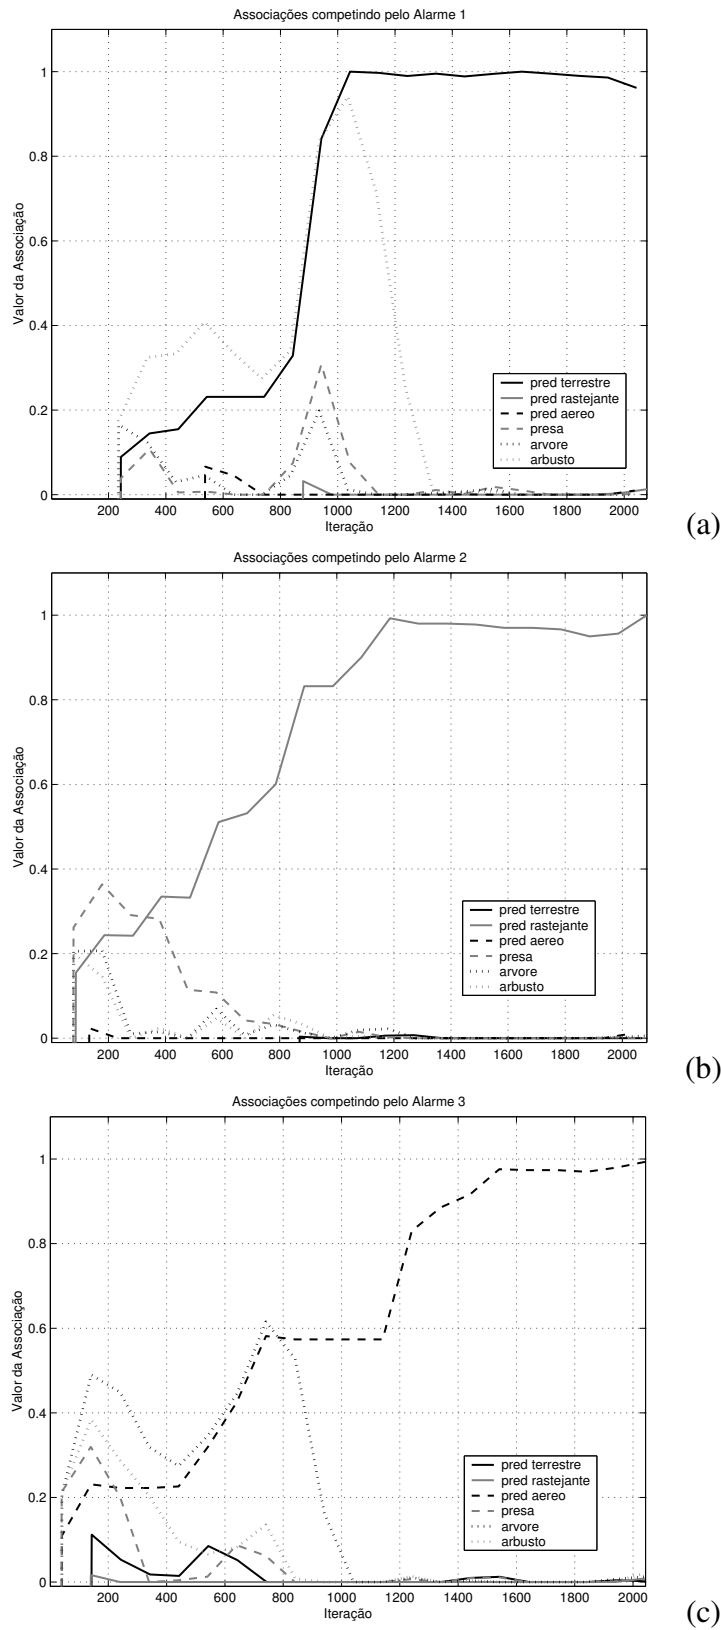 Associações competindo pelo Alarme 1
1
0.8
0.6
0.4
0.2
0
Valor da Associação
pred terrestre
pred rastejante
pred aereo
presa
arvore
arbusto
200 400 600 800 1000 1200 1400 1600 1800 2000
Iteração
(a)
Associações competindo pelo Alarme 2
1
0.8
0.6
0.4
0.2
0
Valor da Associação
pred terrestre
pred rastejante
pred aereo
presa
arvore
arbusto
200 400 600 800 1000 1200 1400 1600 1800 2000
Iteração
(b)
Associações competindo pelo Alarme 3
1
0.8
0.6
0.4
0.2
0
Valor da Associação
pred terrestre
pred rastejante
pred aereo
presa
arvore
arbusto
200 400 600 800 1000 1200 1400 1600 1800 2000
Iteração
(c)